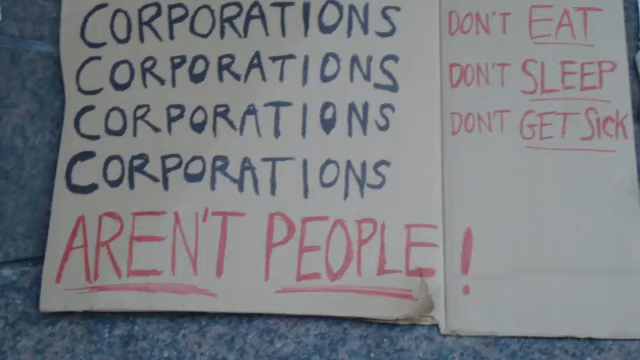 CORPORATIONS DON'T EAT
CORPORATIONS DON'T SLEEP
CORPORATIONS DON'T GET SicK
CORPORATIONS
AREN'T PEOPLE!